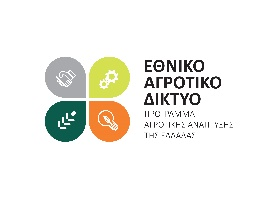 ΕΘΝΙΚΟ
ΑΓΡΟΤΙΚΟ
ΔΙΚΤΥΟ
ΠΡΟΓΡΑΜΜΑ
ΑΓΡΟΤΙΚΗΣ ΑΝΑΠΤΥΞΗΣ
ΤΗΣ ΕΛΛΑΔΑΣ